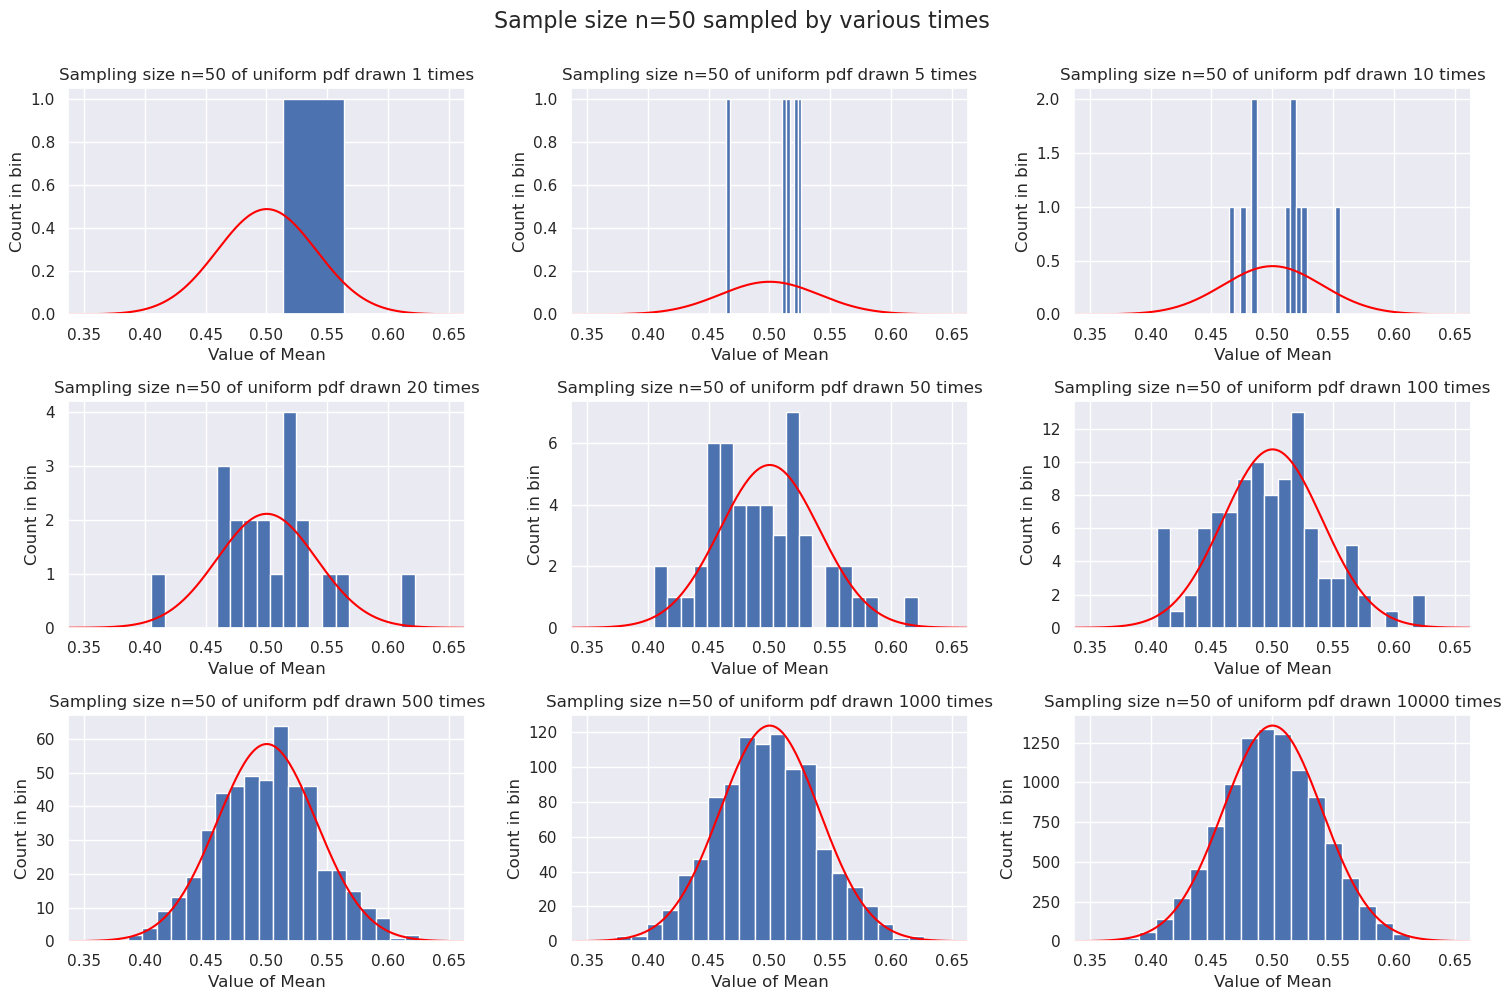 Sample size n=50 sampled by various times
Sampling size n=50 of uniform pdf drawn 1 times
Count in bin
1.0
0.8
0.6
0.4
0.2
0.0
0.35 0.40 0.45 0.50 0.55 0.60 0.65
Value of Mean
Sampling size n=50 of uniform pdf drawn 5 times
Count in bin
1.0
0.8
0.6
0.4
0.2
0.0
0.35 0.40 0.45 0.50 0.55 0.60 0.65
Value of Mean
Sampling size n=50 of uniform pdf drawn 10 times
Count in bin
2.0
1.5
1.0
0.5
0.0
0.35 0.40 0.45 0.50 0.55 0.60 0.65
Value of Mean
Sampling size n=50 of uniform pdf drawn 20 times
Count in bin
4
3
2
1
0
0.35 0.40 0.45 0.50 0.55 0.60 0.65
Value of Mean
Sampling size n=50 of uniform pdf drawn 50 times
Count in bin
6
4
2
0
0.35 0.40 0.45 0.50 0.55 0.60 0.65
Value of Mean
Sampling size n=50 of uniform pdf drawn 100 times
Count in bin
12
10
8
6
4
2
0
0.35 0.40 0.45 0.50 0.55 0.60 0.65
Value of Mean
Sampling size n=50 of uniform pdf drawn 500 times
Count in bin
60
50
40
30
20
10
0
0.35 0.40 0.45 0.50 0.55 0.60 0.65
Value of Mean
Sampling size n=50 of uniform pdf drawn 1000 times
Count in bin
120
100
80
60
40
20
0
0.35 0.40 0.45 0.50 0.55 0.60 0.65
Value of Mean
Sampling size n=50 of uniform pdf drawn 10000 times
Count in bin
1250
1000
750
500
250
0
0.35 0.40 0.45 0.50 0.55 0.60 0.65
Value of Mean